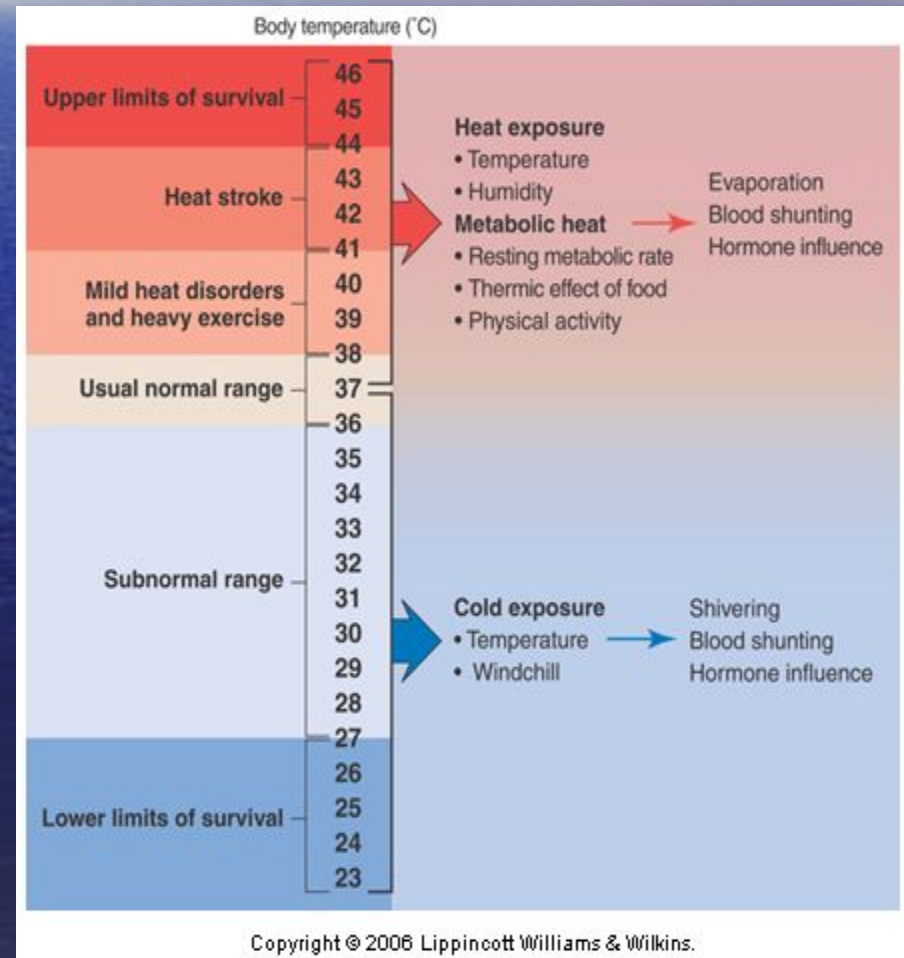 Body temperature (˚C)
Upper limits of survival
Heat stroke
Mild heat disorders
and heavy exercise
Usual normal range
Subnormal range
Lower limits of survival
46
45
44
43
42
41
40
39
38
37
36
35
34
33
32
31
30
29
28
27
26
25
24
23
Heat exposure
• Temperature
• Humidity
Metabolic heat
• Resting metabolic rate
• Thermic effect of food
• Physical activity
Evaporation
Blood shunting
Hormone influence
Cold exposure
• Temperature
• Windchill
Shivering
Blood shunting
Hormone influence
Copyright © 2006 Lippincott Williams & Wilkins.